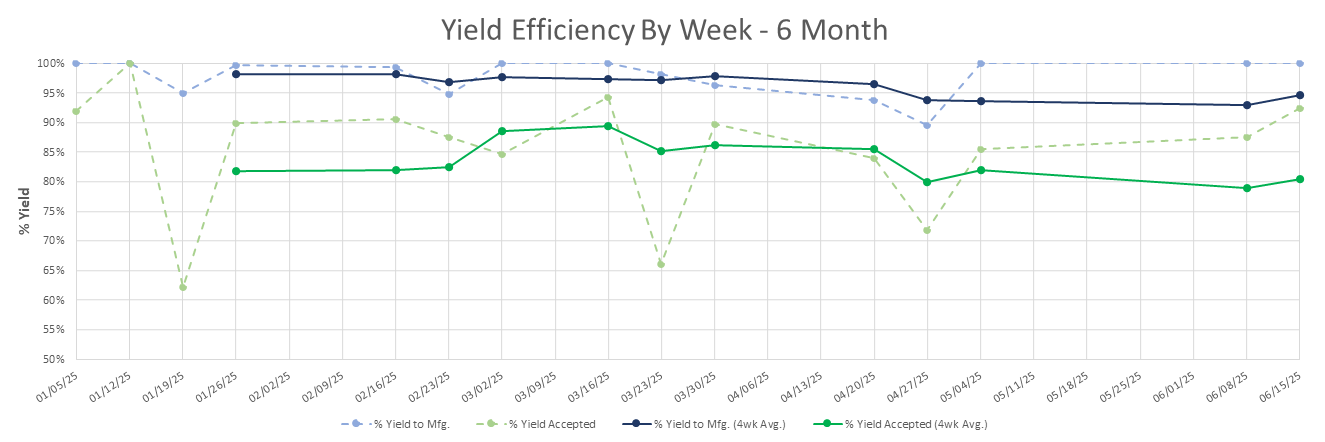 Yield Efficiency By Week - 6 Month
% Yield
100%
95%
90%
85%
80%
75%
70%
65%
60%
55%
50%
01/05/25 01/12/25 01/19/25 01/26/25 02/02/25 02/09/25 02/16/25 02/23/25 03/02/25 03/09/25 03/16/25 03/23/25 03/30/25 04/06/25 04/13/25 04/20/25 04/27/25 05/04/25 05/11/25 05/18/25 05/25/25 06/01/25 06/08/25 06/15/25
% Yield to Mfg. % Yield Accepted % Yield to Mfg. (4wk Avg.) % Yield Accepted (4wk Avg.)